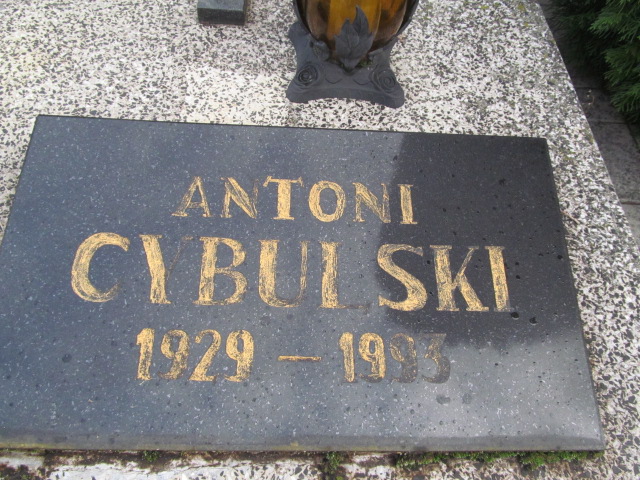 ANTONI
CYBULSKI
1929 – 1993